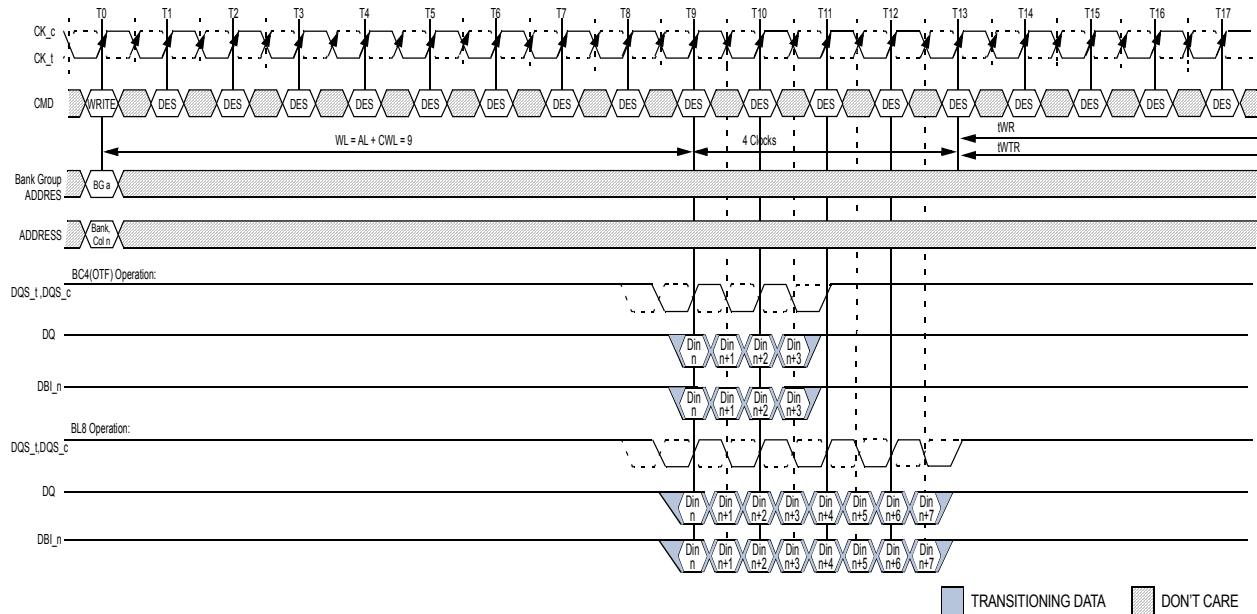 T0 T1 T2 T3 T4 T5 T6 T7 T8 T9 T10 T11 T12 T13 T14 T15 T16 T17
CK_c
CK_t
CMD WRITE DES DES DES DES DES DES DES DES DES DES DES DES DES DES DES DES DES
WL = AL + CWL = 9 4 Clocks tWR
tWTR
Bank Group
ADDRES BG a
ADDRESS Bank,
Col n
BC4(OTF) Operation:
DQS_t ,DQS_c
DQ Din
n Din
n+1 Din
n+2 Din
n+3
DBI_n Din
n Din
n+1 Din
n+2 Din
n+3
BL8 Operation:
DQS_t,DQS_c
DQ Din
n Din
n+1 Din
n+2 Din
n+3 Din
n+4 Din
n+5 Din
n+6 Din
n+7
DBI_n Din
n Din
n+1 Din
n+2 Din
n+3 Din
n+4 Din
n+5 Din
n+6 Din
n+7
TRANSITIONING DATA DON'T CARE